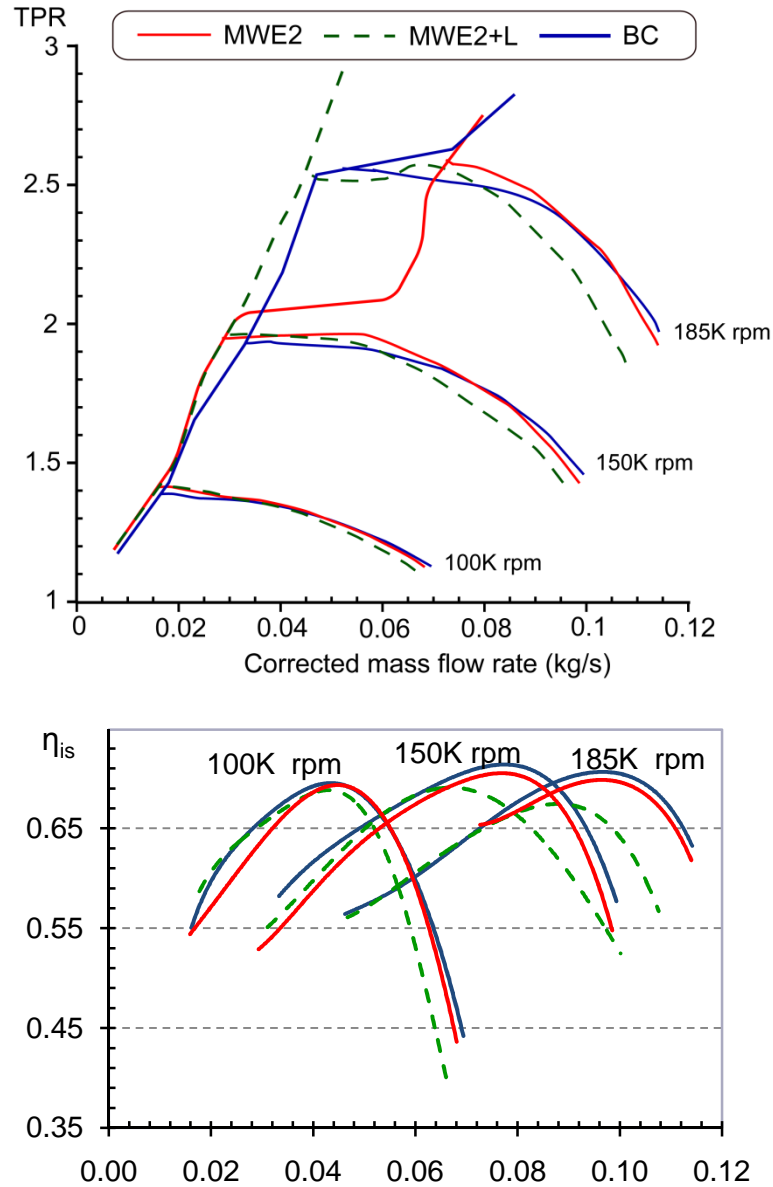 TPR
MWE2 MWE2+L BC
3
2.5
2
1.5
1
185K rpm
150K rpm
100K rpm
0 0.02 0.04 0.06 0.08 0.1 0.12
Corrected mass flow rate (kg/s)
ηis
100K rpm 150K rpm 185K rpm
0.65
0.55
0.45
0.35
0.00 0.02 0.04 0.06 0.08 0.10 0.12